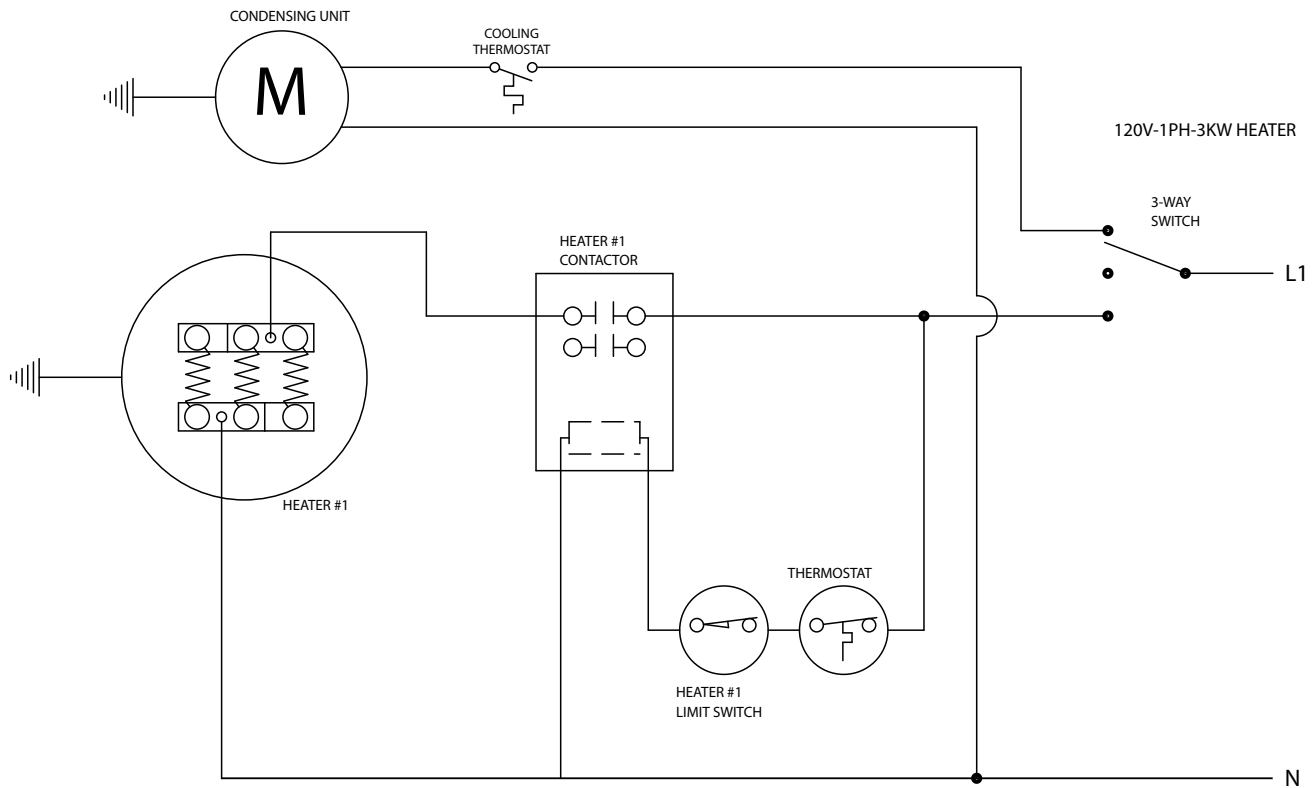 CONDENSING UNIT
COOLING
THERMOSTAT
M
120V-1PH-3KW HEATER
3-WAY
SWITCH
L1
HEATER #1
CONTACTOR
HEATER #1
THERMOSTAT
HEATER #1
LIMIT SWITCH
N